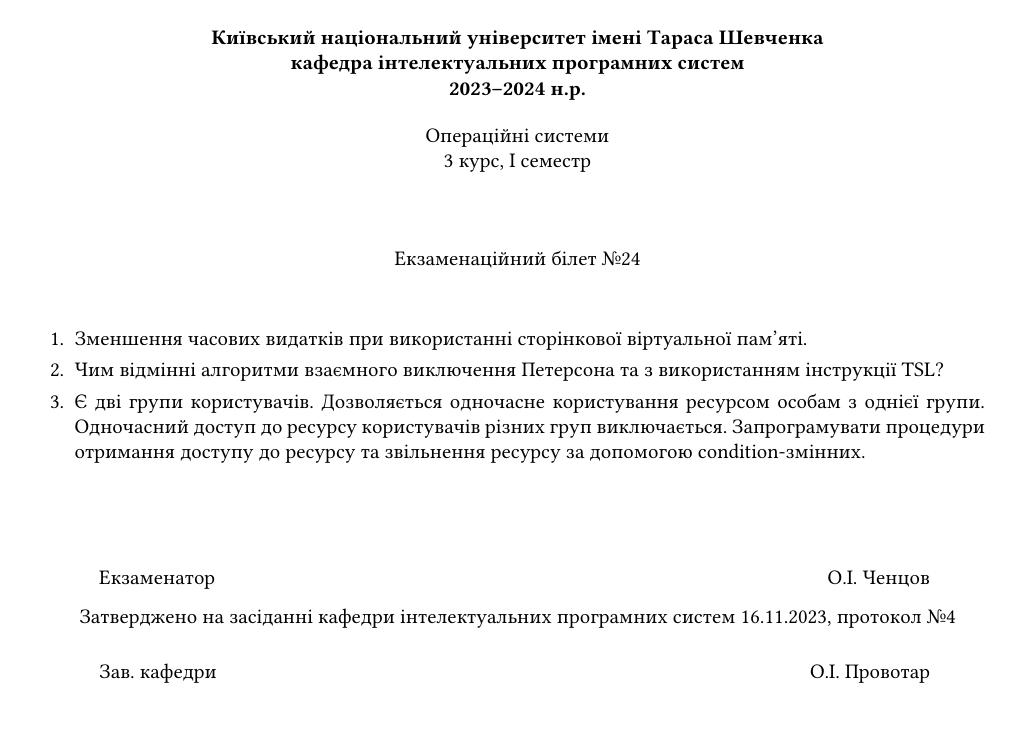 Київський національний університет імені Тараса Шевченка
кафедра інтелектуальних програмних систем
2023–2024 н.р.
Операційні системи
3 курс, I семестр
Екзаменаційний білет №24
1. Зменшення часових видатків при використанні сторінкової віртуальної пам’яті.
2. Чим відмінні алгоритми взаємного виключення Петерсона та з використанням інструкції TSL?
3. Є дві групи користувачів. Дозволяється одночасне користування ресурсом особам з однієї групи.
Одночасний доступ до ресурсу користувачів різних груп виключається. Запрограмувати процедури
отримання доступу до ресурсу та звільнення ресурсу за допомогою condition-змінних.
Екзаменатор О.І. Ченцов
Затверджено на засіданні кафедри інтелектуальних програмних систем 16.11.2023, протокол №4
Зав. кафедри О.І. Провотар